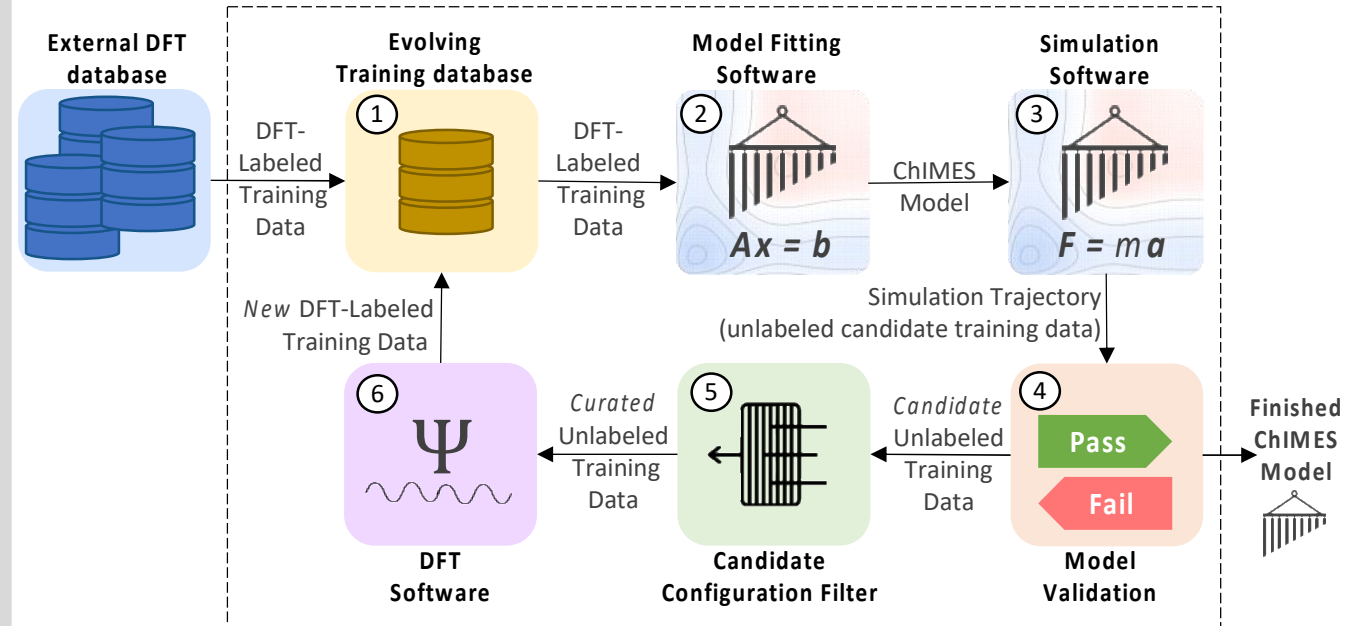 External DFT
database
Evolving
Training database
Model Fitting
Software
Simulation
Software
1
2
3
DFT-
Labeled
Training
Data
DFT-
Labeled
Training
Data
ChIMES
Model
Ax = b
F = ma
New DFT-Labeled
Training Data
Simulation Trajectory
(unlabeled candidate training data)
6
5
4
Ψ
Curated
Unlabeled
Training
Data
Candidate
Unlabeled
Training
Data
Pass
Fail
Finished
ChIMES
Model
DFT
Software
Candidate
Configuration Filter
Model
Validation